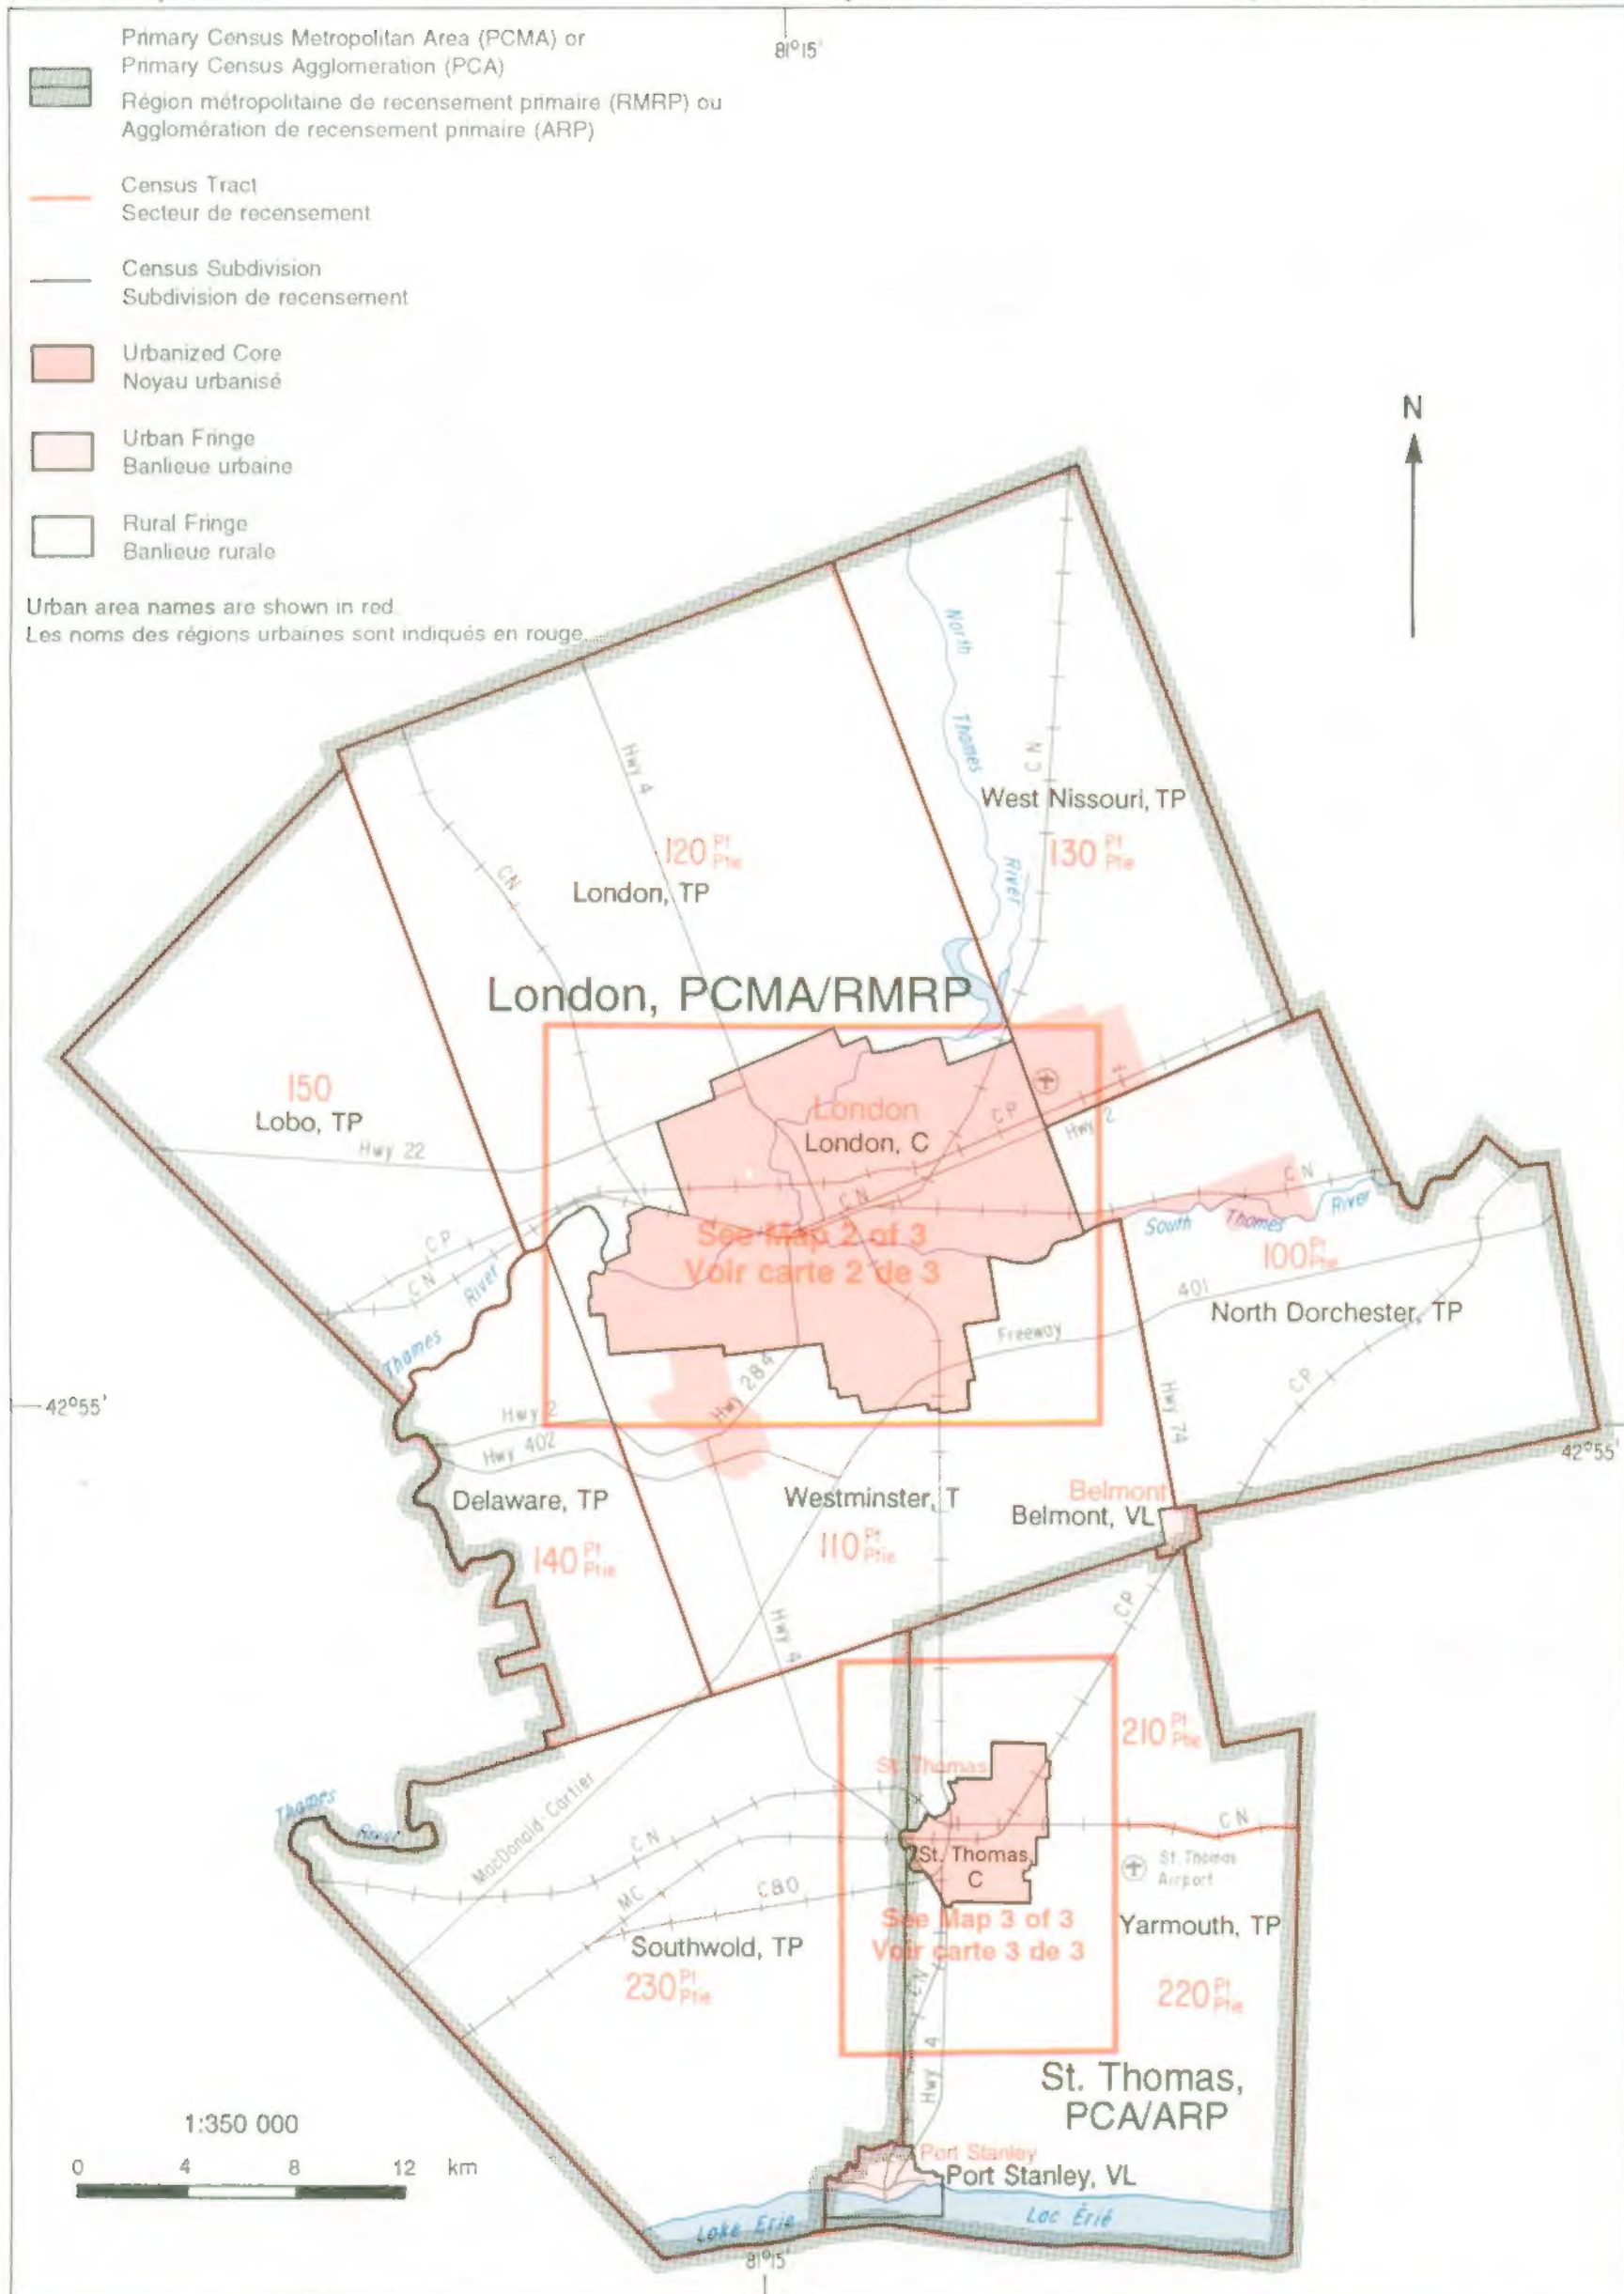 Primary Census Metropolitan Area (PCMA) or
Primary Census Agglomeration (PCA)
Région métropolitaine de recensement primaire (RMRP) ou
Agglomération de recensement primaire (ARP)
Census Tract
Secteur de recensement
Census Subdivision
Subdivision de recensement
Urbanized Core
Noyau urbanisé
Urban Fringe
Banlieue urbaine
Rural Fringe
Banlieue rurale
Urban area names are shown in red.
Les noms des régions urbaines sont indiqués en rouge.
81°15'
N
North
Thames
River
Hwy 4
CN
West Nissouri, TP
130 Pt
Ptie
120 Pt
Ptie
CN
London, TP
London, PCMA/RMRP
150
Lobo, TP
Hwy 22
London
London, C
CP
Hwy 2
CN
CN
South Thames River
See Map 2 of 3
Voir carte 2 de 3
CP
CN
River
Thames
100 Pt
Ptie
401
North Dorchester, TP
Freeway
CP
42°55'
Hwy 284
Hwy 74
Hwy 2
Hwy 402
42°55'
Delaware, TP
Westminster, T
Belmont
Belmont, VL
140 Pt
Ptie
110 Pt
Ptie
CP
Hwy 4
210 Pt
Ptie
St. Thomas
Thames
River
MacDonald-Cartier
CN
CN
St. Thomas,
C
St. Thomas
Airport
MC
C&O
See Map 3 of 3
Voir carte 3 de 3
Yarmouth, TP
Southwold, TP
230 Pt
Ptie
CN
220 Pt
Ptie
Hwy 4
St. Thomas,
PCA/ARP
1:350 000
0 4 8 12 km
Port Stanley
Port Stanley, VL
Lake Erie
Lac Érié
81°15'